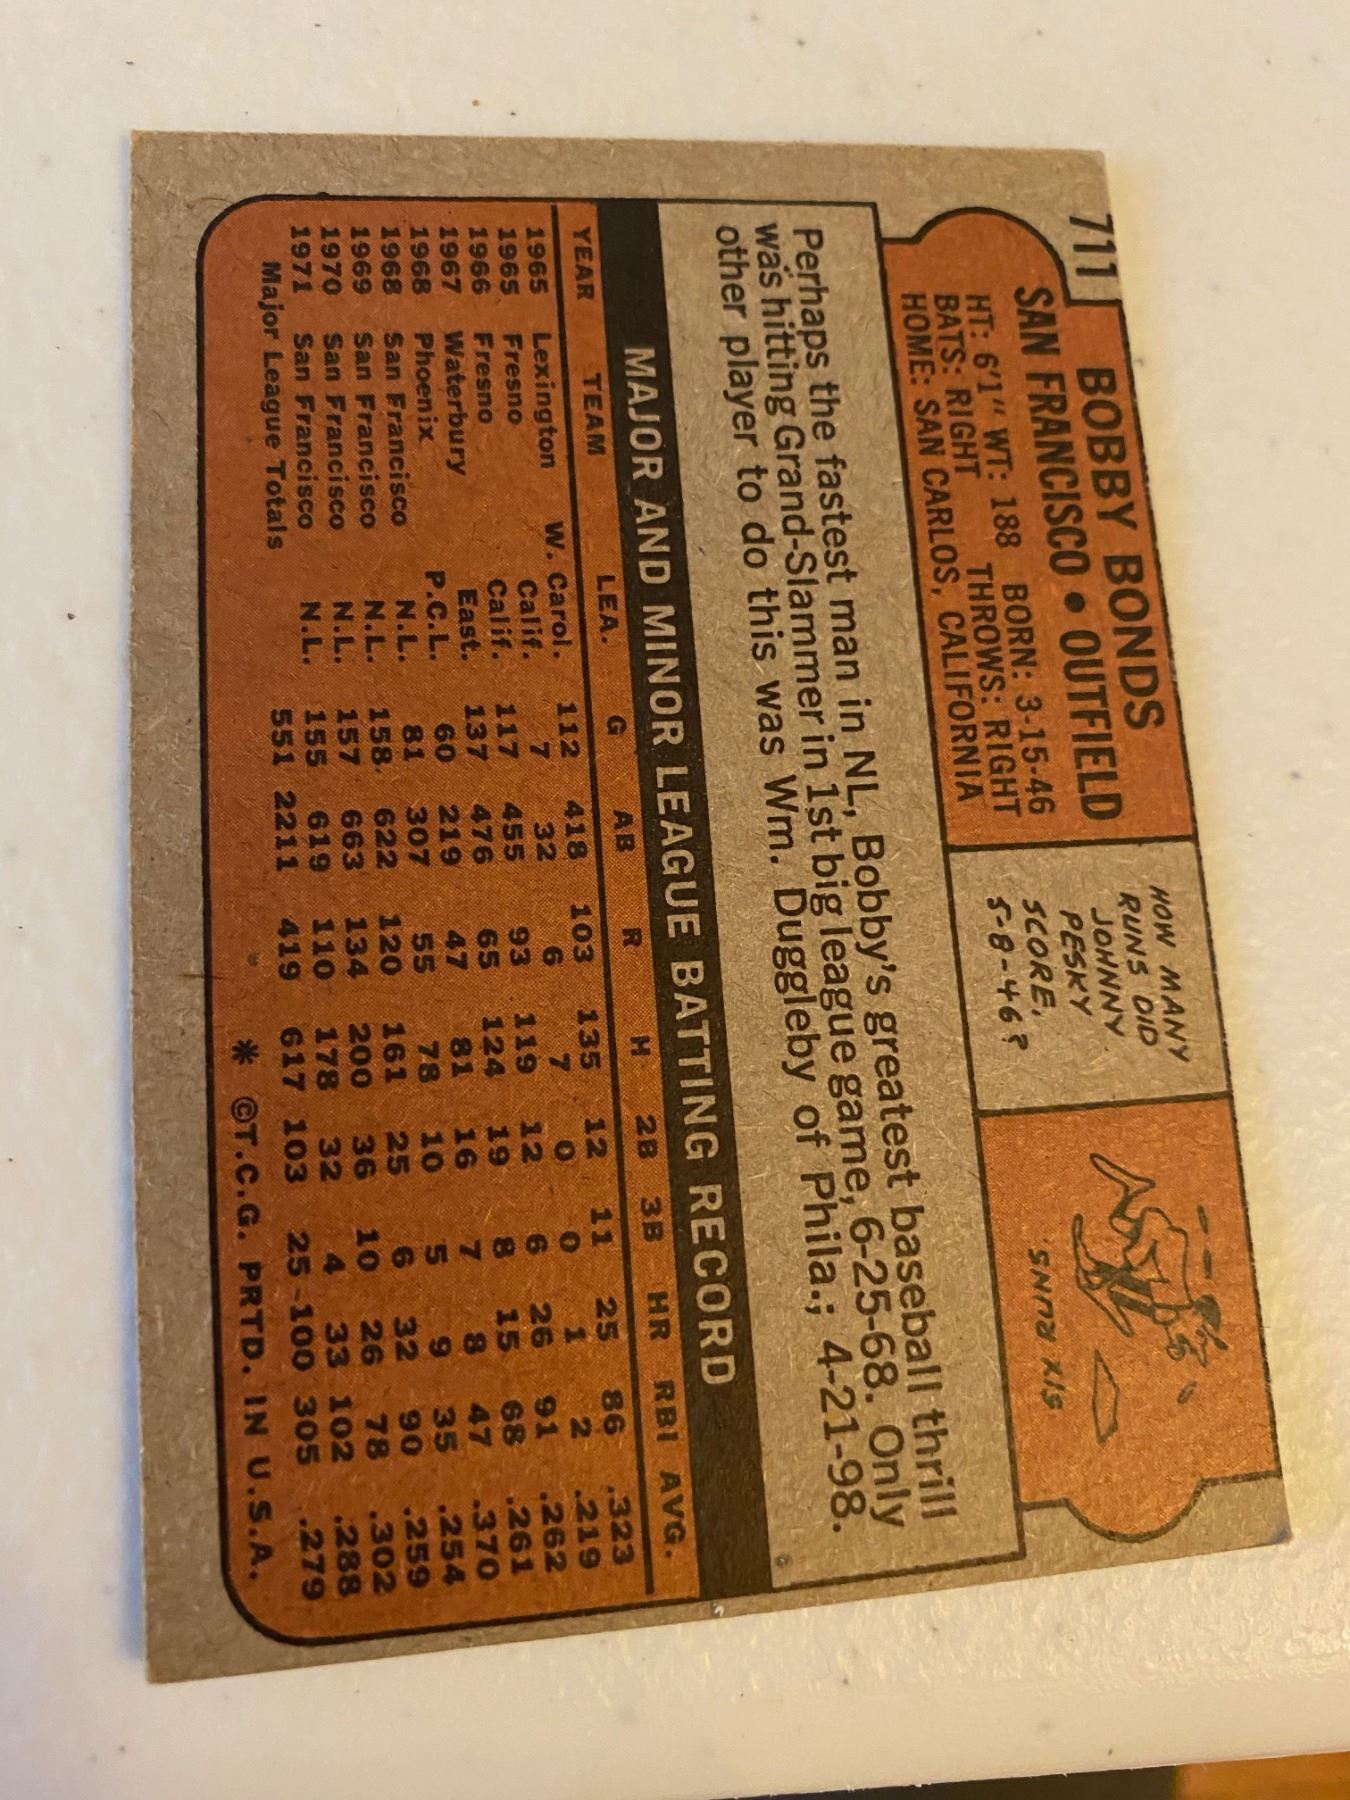 711
BOBBY BONDS
SAN FRANCISCO • OUTFIELD
HT: 6'1" WT: 188 BORN: 3-15-46
BATS: RIGHT THROWS: RIGHT
HOME: SAN CARLOS, CALIFORNIA
HOW MANY
RUNS DID
JOHNNY
PESKY
SCORE,
5-8-46?
SIX RUNS.
Perhaps the fastest man in NL, Bobby's greatest baseball thrill
was hitting Grand-Slammer in 1st big league game, 6-25-68. Only
other player to do this was Wm. Duggleby of Phila.; 4-21-98.
MAJOR AND MINOR LEAGUE BATTING RECORD
YEAR TEAM LEA. G AB R H 2B 3B HR RBI AVG.
1965 Lexington W. Carol. 112 418 103 135 12 11 25 86 .323
1965 Fresno Calif. 7 32 6 7 0 0 1 2 .219
1966 Fresno Calif. 117 455 93 119 12 6 26 91 .262
1967 Waterbury East. 137 476 65 124 19 8 15 68 .261
1968 Phoenix P.C.L. 60 219 47 81 16 7 8 47 .370
1968 San Francisco N.L. 81 307 55 78 10 5 9 35 .254
1969 San Francisco N.L. 158 622 120 161 25 6 32 90 .259
1970 San Francisco N.L. 157 663 134 200 36 10 26 78 .302
1971 San Francisco N.L. 155 619 110 178 32 4 33 102 .288
Major League Totals 551 2211 419 617 103 25 100 305 .279
* ©T.C.G. PRTD. IN U.S.A.